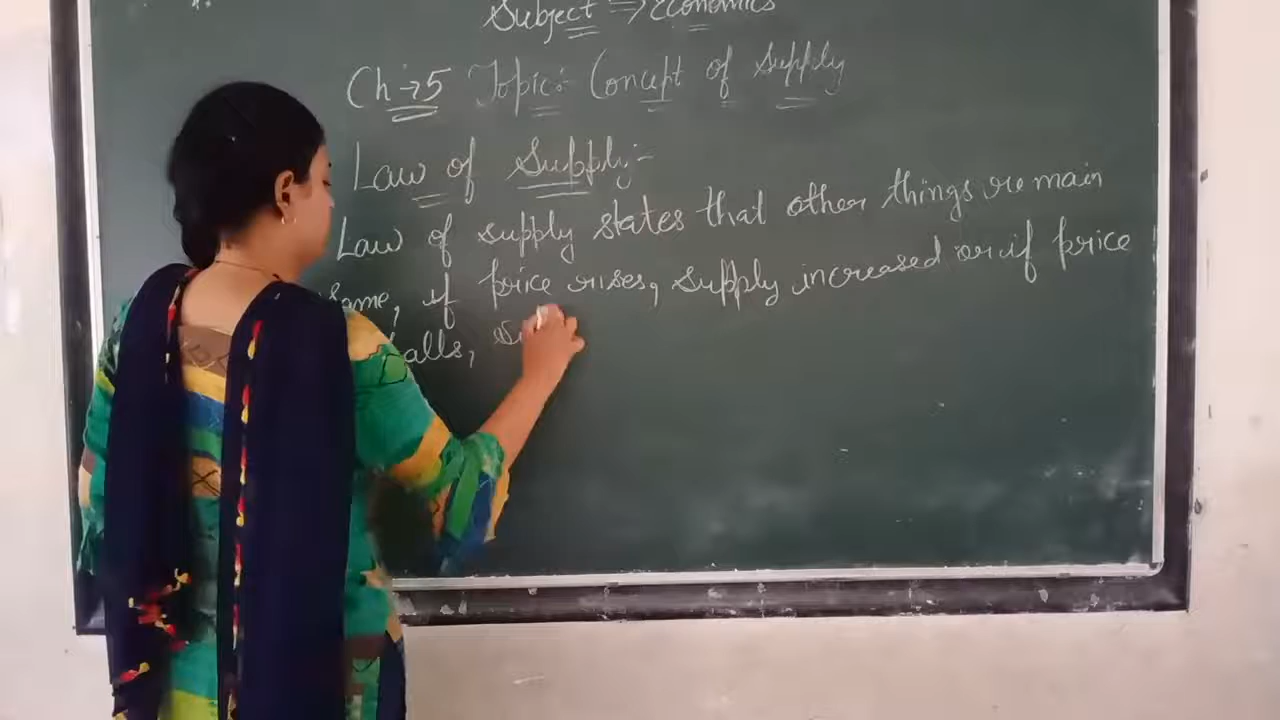 Subject ⇒ Economics
Ch → 5 Topic:- Concept of Supply
Law of Supply:-
Law of supply states that other things remain
same, if price rises, supply increased or if price
alls,